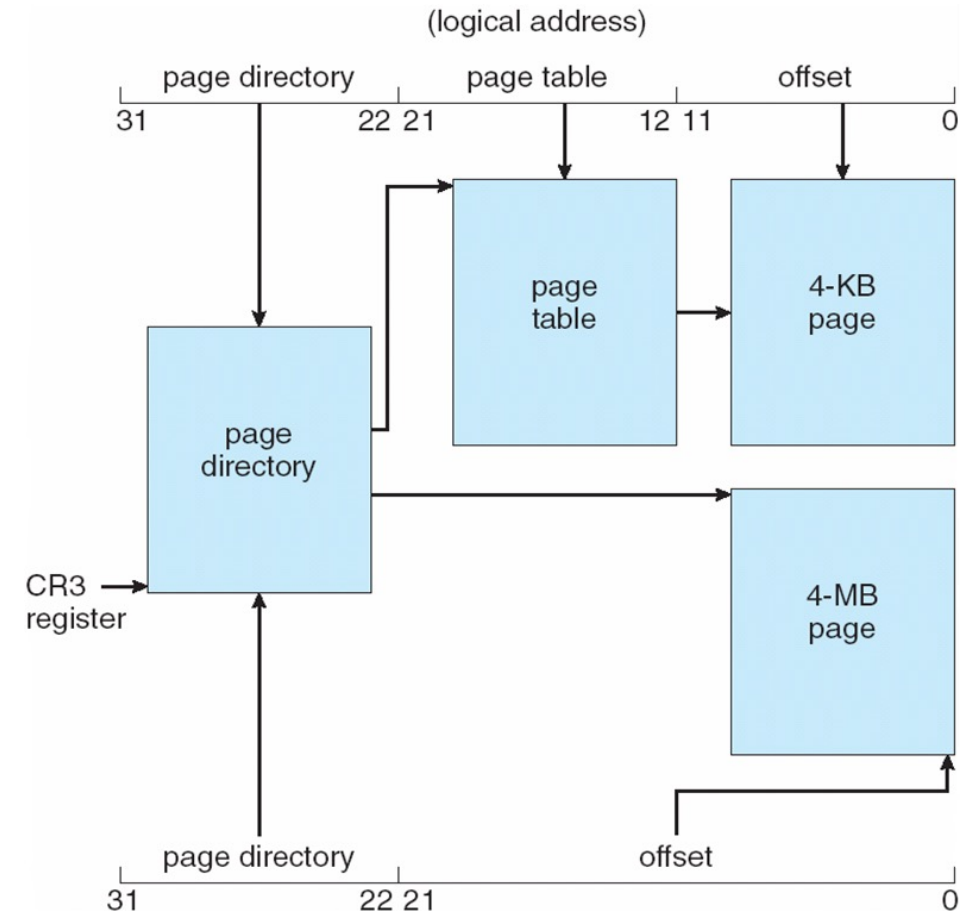 (logical address)
page directory page table offset
31 22 21 12 11 0
page
table
4-KB
page
page
directory
CR3
register
4-MB
page
page directory offset
31 22 21 0